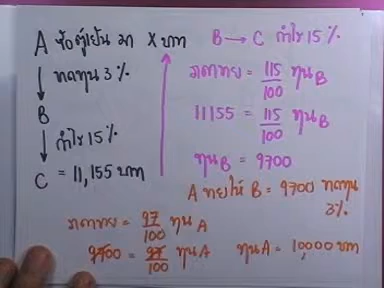 A ซื้อตู้เย็น มา X บาท
ขาดทุน 3%
B
กำไร 15%
C = 11,155 บาท
B → C กำไร 15%
ราคาขาย = 115/100 ทุน B
11155 = 115/100 ทุน B
ทุน B = 9700
A ขายให้ B = 9700 ขาดทุน
3%
ราคาขาย = 97/100 ทุน A
9700 = 97/100 ทุน A
ทุน A = 10,000 บาท